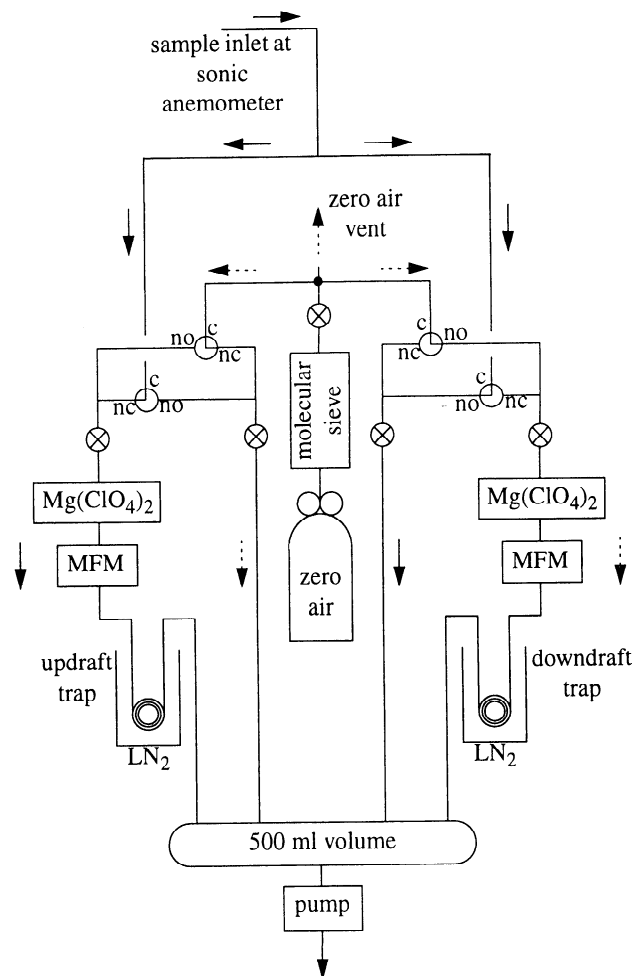 sample inlet at
sonic
anemometer
zero air
vent
no
c
nc
c
nc
no
c
no
nc
c
no
nc
molecular
sieve
Mg(ClO4)2
Mg(ClO4)2
MFM
MFM
zero
air
updraft
trap
downdraft
trap
LN2
LN2
500 ml volume
pump